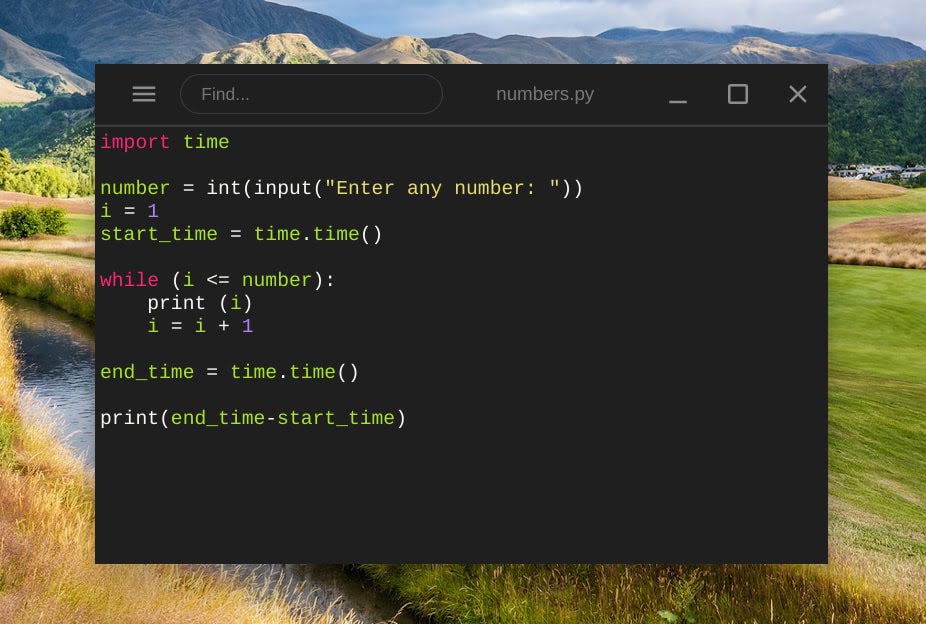 Find...
numbers.py
import time
number = int(input("Enter any number: "))
i = 1
start_time = time.time()
while (i <= number):
    print (i)
    i = i + 1
end_time = time.time()
print(end_time-start_time)